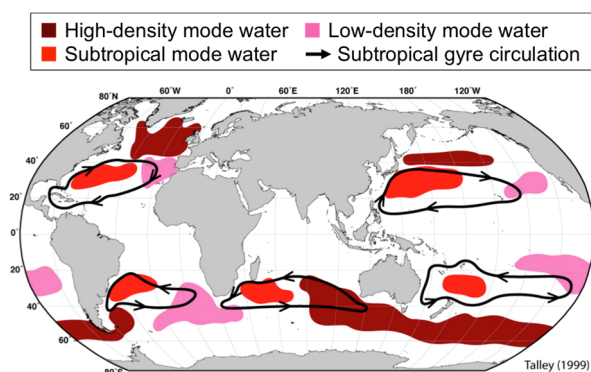 High-density mode water Low-density mode water
Subtropical mode water Subtropical gyre circulation
80˚N 60˚W 0˚ 60˚E 120˚E 120˚W
60˚
40˚
20˚
0˚
20˚
40˚
60˚
80˚S
Talley (1999)